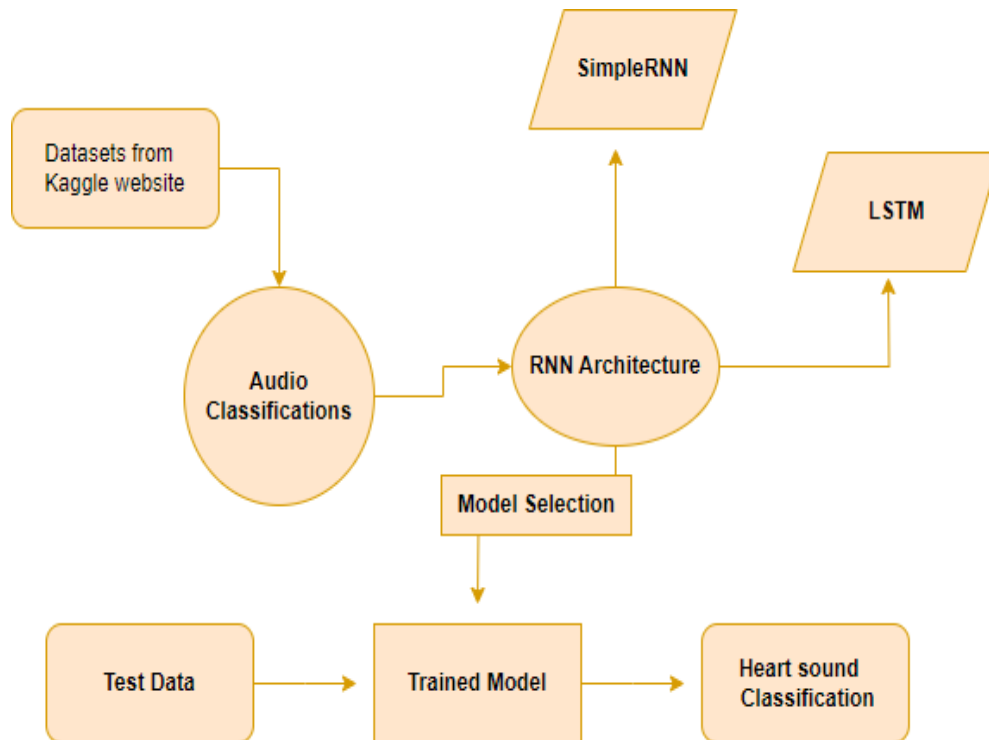 SimpleRNN
Datasets from
Kaggle website
LSTM
RNN Architecture
Audio
Classifications
Model Selection
Test Data
Trained Model
Heart sound
Classification